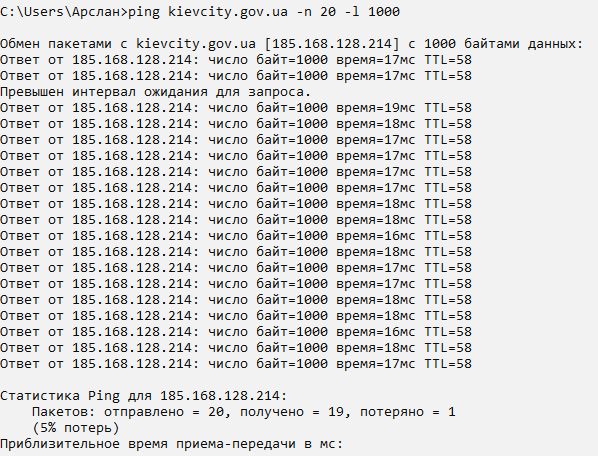 C:\Users\Арслан>ping kievcity.gov.ua -n 20 -l 1000
Обмен пакетами с kievcity.gov.ua [185.168.128.214] с 1000 байтами данных:
Ответ от 185.168.128.214: число байт=1000 время=17мс TTL=58
Ответ от 185.168.128.214: число байт=1000 время=17мс TTL=58
Превышен интервал ожидания для запроса.
Ответ от 185.168.128.214: число байт=1000 время=19мс TTL=58
Ответ от 185.168.128.214: число байт=1000 время=18мс TTL=58
Ответ от 185.168.128.214: число байт=1000 время=17мс TTL=58
Ответ от 185.168.128.214: число байт=1000 время=17мс TTL=58
Ответ от 185.168.128.214: число байт=1000 время=17мс TTL=58
Ответ от 185.168.128.214: число байт=1000 время=17мс TTL=58
Ответ от 185.168.128.214: число байт=1000 время=18мс TTL=58
Ответ от 185.168.128.214: число байт=1000 время=18мс TTL=58
Ответ от 185.168.128.214: число байт=1000 время=16мс TTL=58
Ответ от 185.168.128.214: число байт=1000 время=18мс TTL=58
Ответ от 185.168.128.214: число байт=1000 время=17мс TTL=58
Ответ от 185.168.128.214: число байт=1000 время=17мс TTL=58
Ответ от 185.168.128.214: число байт=1000 время=18мс TTL=58
Ответ от 185.168.128.214: число байт=1000 время=18мс TTL=58
Ответ от 185.168.128.214: число байт=1000 время=16мс TTL=58
Ответ от 185.168.128.214: число байт=1000 время=18мс TTL=58
Ответ от 185.168.128.214: число байт=1000 время=17мс TTL=58
Статистика Ping для 185.168.128.214:
Пакетов: отправлено = 20, получено = 19, потеряно = 1
(5% потерь)
Приблизительное время приема-передачи в мс: